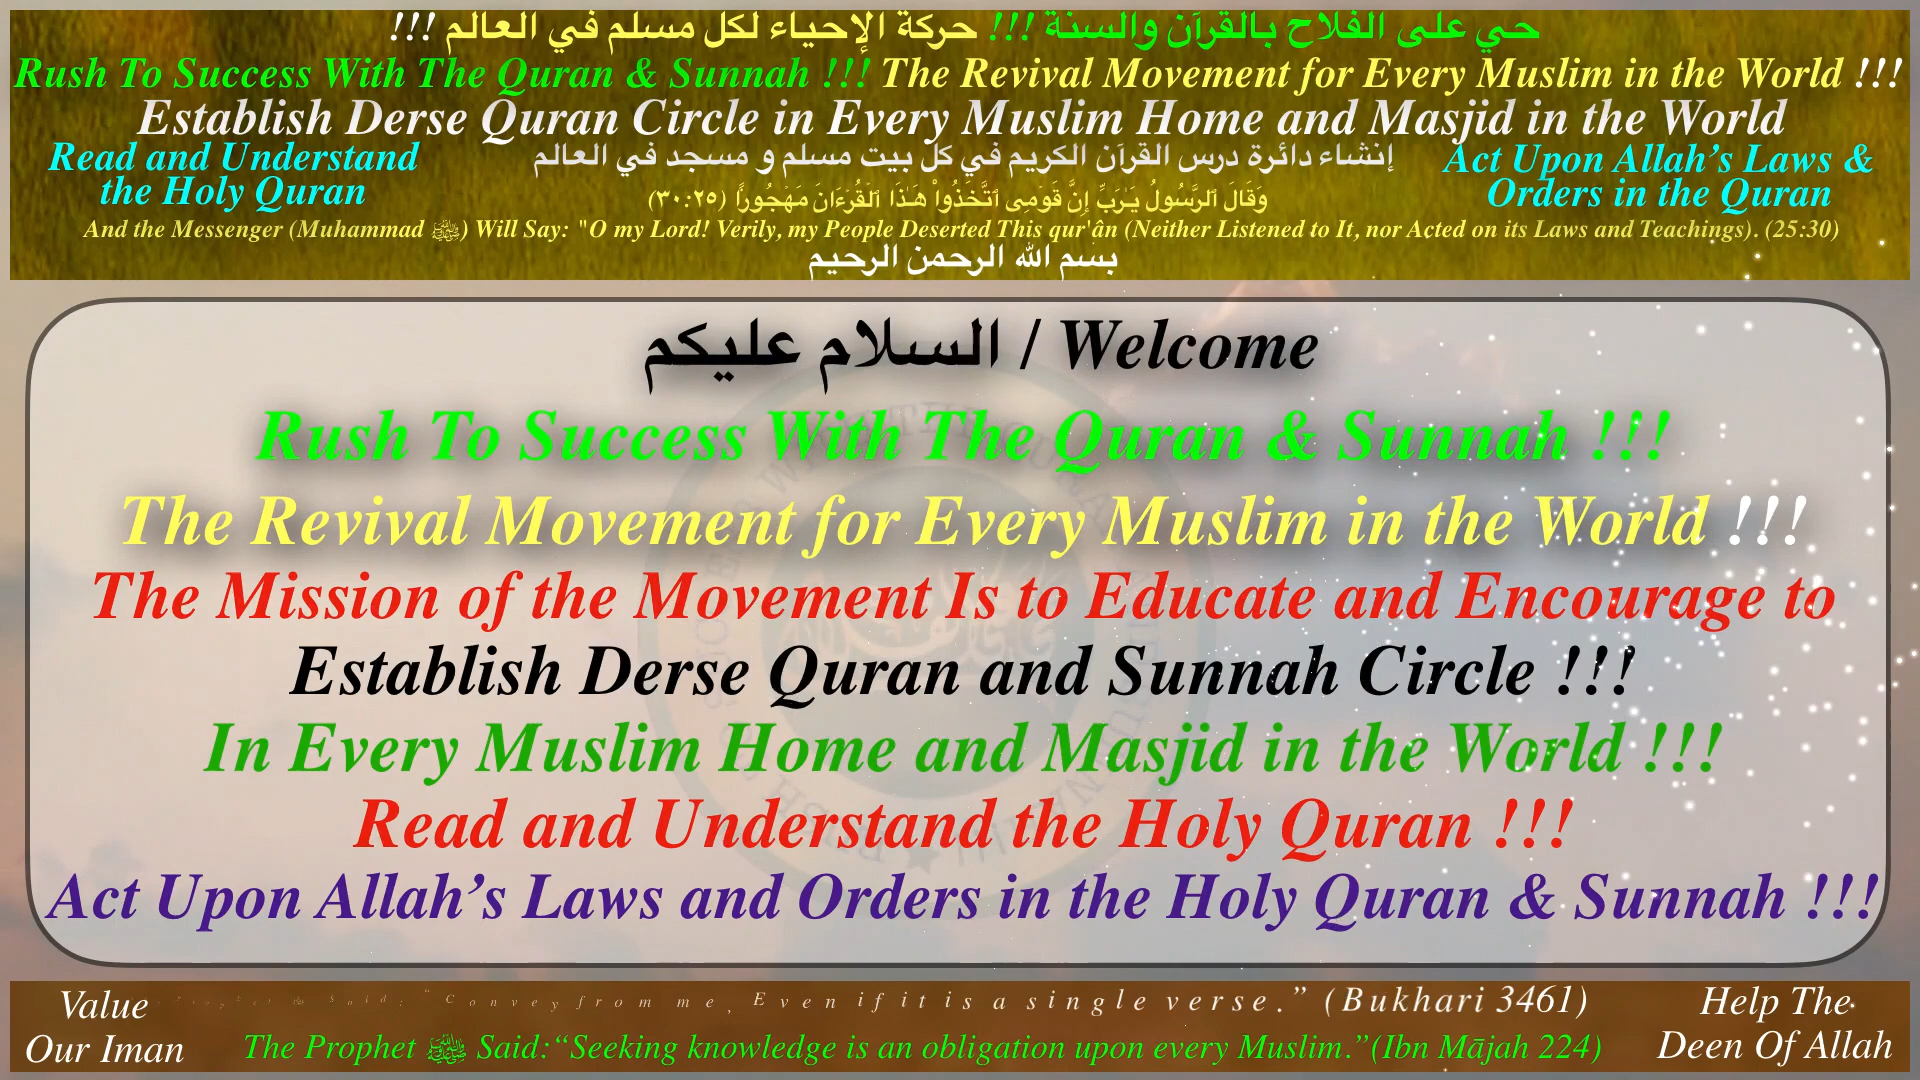 حي على الفلاح بالقرآن والسنة !!! حركة الإحياء لكل مسلم في العالم !!!
Rush To Success With The Quran & Sunnah !!! The Revival Movement for Every Muslim in the World !!!
Establish Derse Quran Circle in Every Muslim Home and Masjid in the World
Read and Understand
the Holy Quran
إنشاء دائرة درس القرآن الكريم في كل بيت مسلم و مسجد في العالم
Act Upon Allah’s Laws &
Orders in the Quran
وَقَالَ ٱلرَّسُولُ يَـٰرَبِّ إِنَّ قَوْمِى ٱتَّخَذُوا۟ هَـٰذَا ٱلْقُرْءَانَ مَهْجُورًا (٣٠:٢٥)
And the Messenger (Muhammad ﷺ) Will Say: "O my Lord! Verily, my People Deserted This qur'ân (Neither Listened to It, nor Acted on its Laws and Teachings). (25:30)
بسم الله الرحمن الرحيم
السلام عليكم / Welcome
Rush To Success With The Quran & Sunnah !!!
The Revival Movement for Every Muslim in the World !!!
The Mission of the Movement Is to Educate and Encourage to
Establish Derse Quran and Sunnah Circle !!!
In Every Muslim Home and Masjid in the World !!!
Read and Understand the Holy Quran !!!
Act Upon Allah’s Laws and Orders in the Holy Quran & Sunnah !!!
Value
Our Iman
Prophet ﷺ Said: “Convey from me, Even if it is a single verse.” (Bukhari 3461)
The Prophet ﷺ Said:“Seeking knowledge is an obligation upon every Muslim.”(Ibn Mājah 224)
Help The
Deen Of Allah